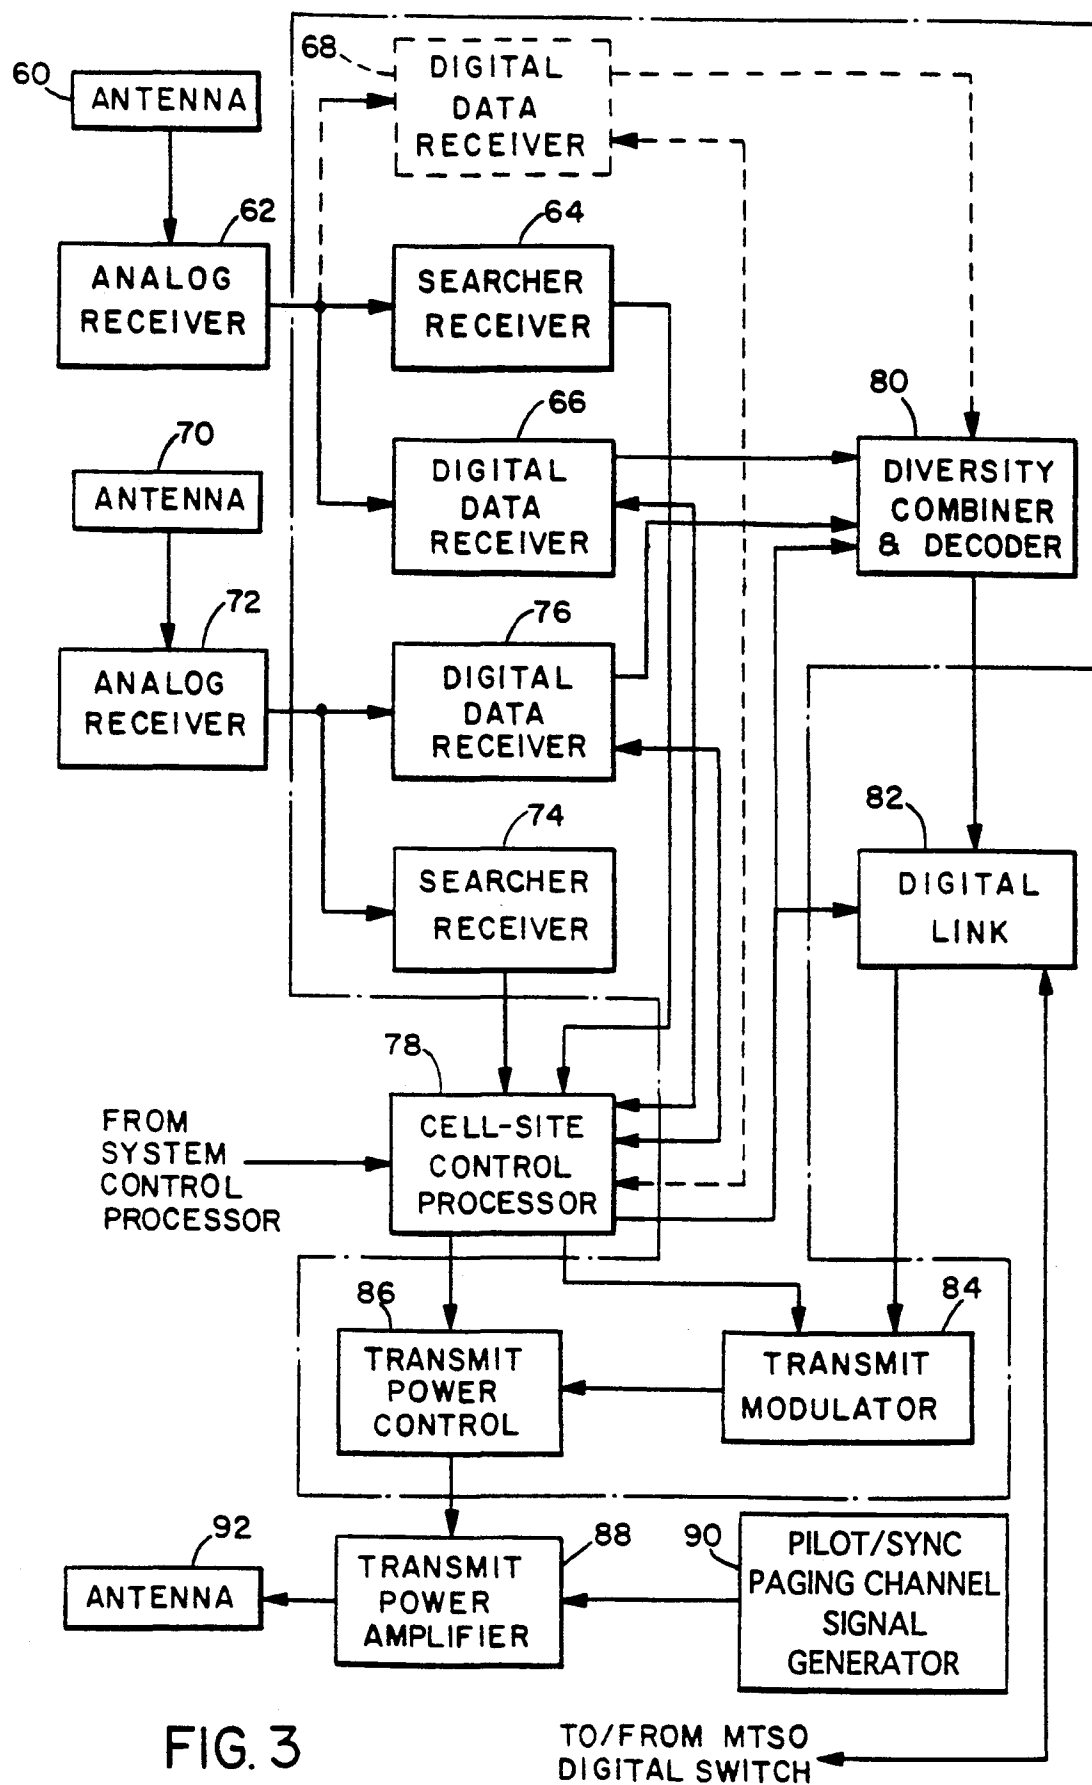 68
DIGITAL
DATA
RECEIVER
60
ANTENNA
62
ANALOG
RECEIVER
64
SEARCHER
RECEIVER
66
DIGITAL
DATA
RECEIVER
70
ANTENNA
80
DIVERSITY
COMBINER
& DECODER
72
ANALOG
RECEIVER
76
DIGITAL
DATA
RECEIVER
74
SEARCHER
RECEIVER
82
DIGITAL
LINK
78
CELL-SITE
CONTROL
PROCESSOR
FROM
SYSTEM
CONTROL
PROCESSOR
86
TRANSMIT
POWER
CONTROL
84
TRANSMIT
MODULATOR
92
ANTENNA
88
TRANSMIT
POWER
AMPLIFIER
90
PILOT/SYNC
PAGING CHANNEL
SIGNAL
GENERATOR
FIG. 3
TO/FROM MTSO
DIGITAL SWITCH